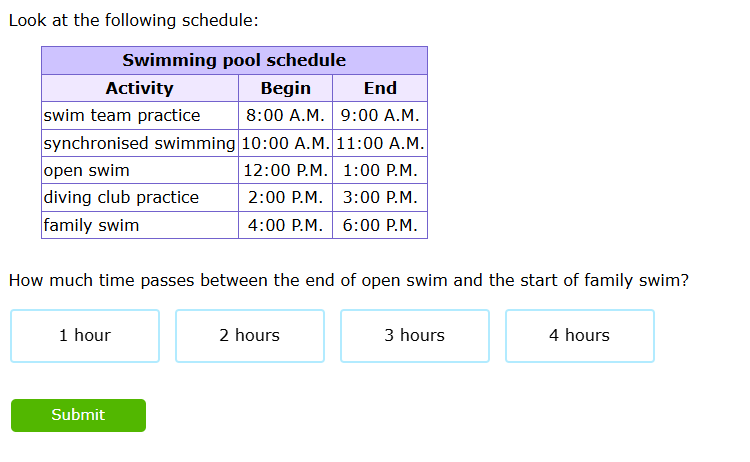 Look at the following schedule:
Swimming pool schedule
Activity Begin End
swim team practice 8:00 A.M. 9:00 A.M.
synchronised swimming 10:00 A.M. 11:00 A.M.
open swim 12:00 P.M. 1:00 P.M.
diving club practice 2:00 P.M. 3:00 P.M.
family swim 4:00 P.M. 6:00 P.M.
How much time passes between the end of open swim and the start of family swim?
1 hour 2 hours 3 hours 4 hours
Submit